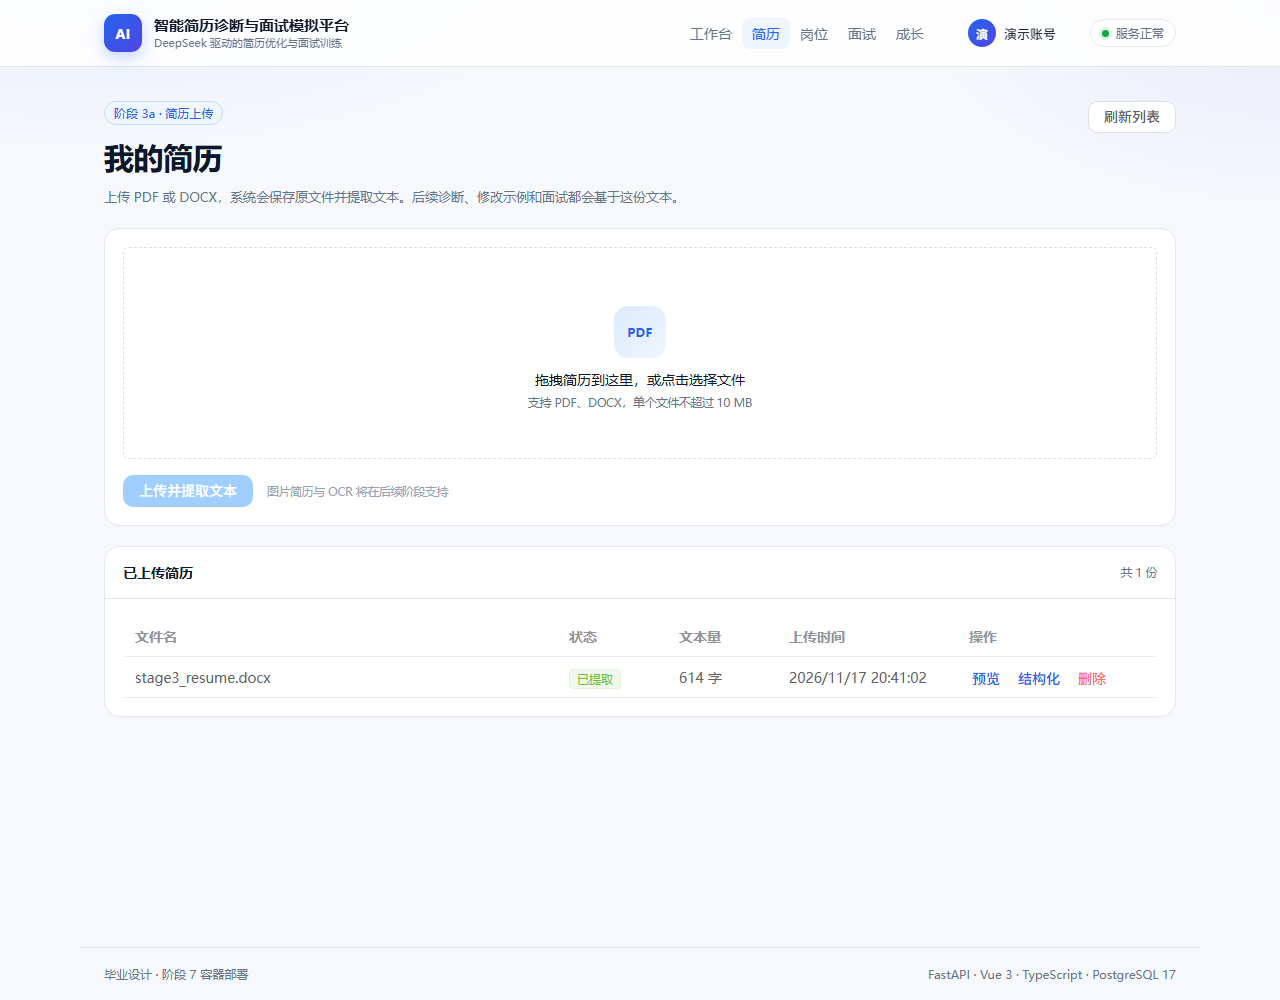 AI
智能简历诊断与面试模拟平台
DeepSeek 驱动的简历优化与面试训练
工作台 简历 岗位 面试 成长
演 演示账号
服务正常
阶段 3a · 简历上传
刷新列表
我的简历
上传 PDF 或 DOCX，系统会保存原文件并提取文本。后续诊断、修改示例和面试都会基于这份文本。
PDF
拖拽简历到这里，或点击选择文件
支持 PDF、DOCX，单个文件不超过 10 MB
上传并提取文本 图片简历与 OCR 将在后续阶段支持
已上传简历 共 1 份
文件名 状态 文本量 上传时间 操作
stage3_resume.docx 已提取 614 字 2026/11/17 20:41:02 预览 结构化 删除
毕业设计 · 阶段 7 容器部署 FastAPI · Vue 3 · TypeScript · PostgreSQL 17